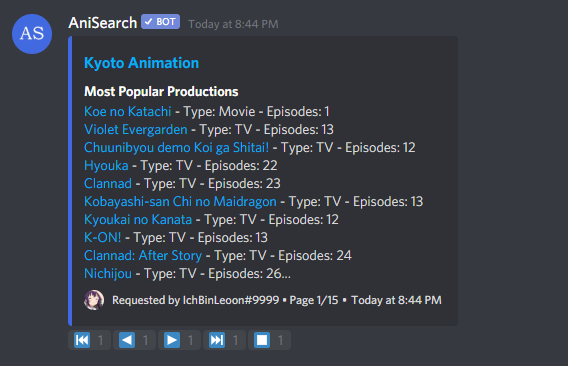 AS
AniSearch ✓ BOT Today at 8:44 PM
Kyoto Animation
Most Popular Productions
Koe no Katachi - Type: Movie - Episodes: 1
Violet Evergarden - Type: TV - Episodes: 13
Chuunibyou demo Koi ga Shitai! - Type: TV - Episodes: 12
Hyouka - Type: TV - Episodes: 22
Clannad - Type: TV - Episodes: 23
Kobayashi-san Chi no Maidragon - Type: TV - Episodes: 13
Kyoukai no Kanata - Type: TV - Episodes: 12
K-ON! - Type: TV - Episodes: 13
Clannad: After Story - Type: TV - Episodes: 24
Nichijou - Type: TV - Episodes: 26...
Requested by IchBinLeoon#9999 • Page 1/15 • Today at 8:44 PM
⏮ 1 ◀ 1 ▶ 1 ⏭ 1 ⏹ 1